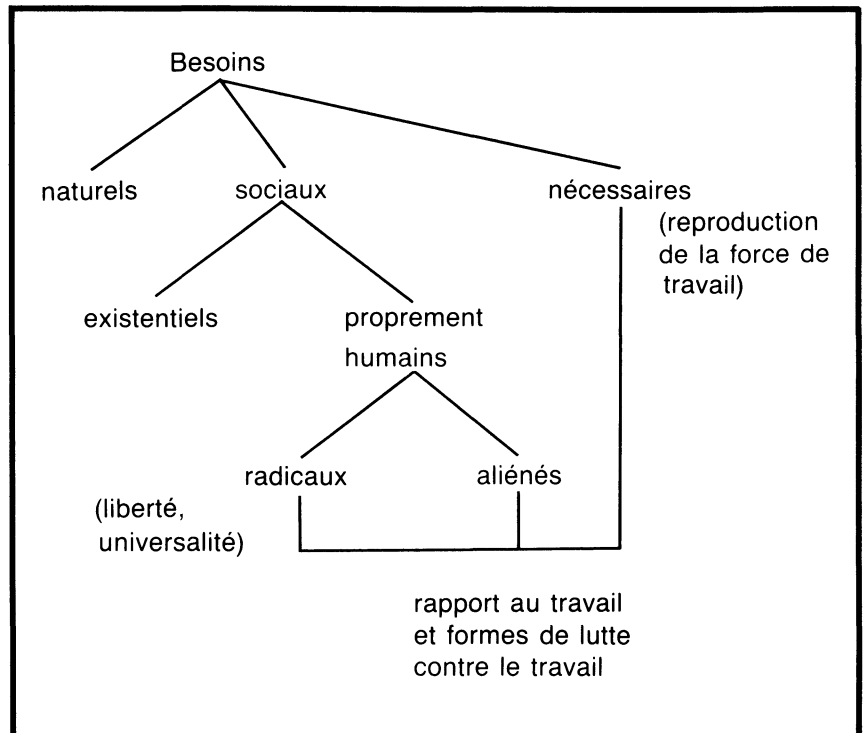 Besoins
naturels sociaux nécessaires
(reproduction
de la force de
travail)
existentiels proprement
humains
radicaux aliénés
(liberté,
universalité)
rapport au travail
et formes de lutte
contre le travail